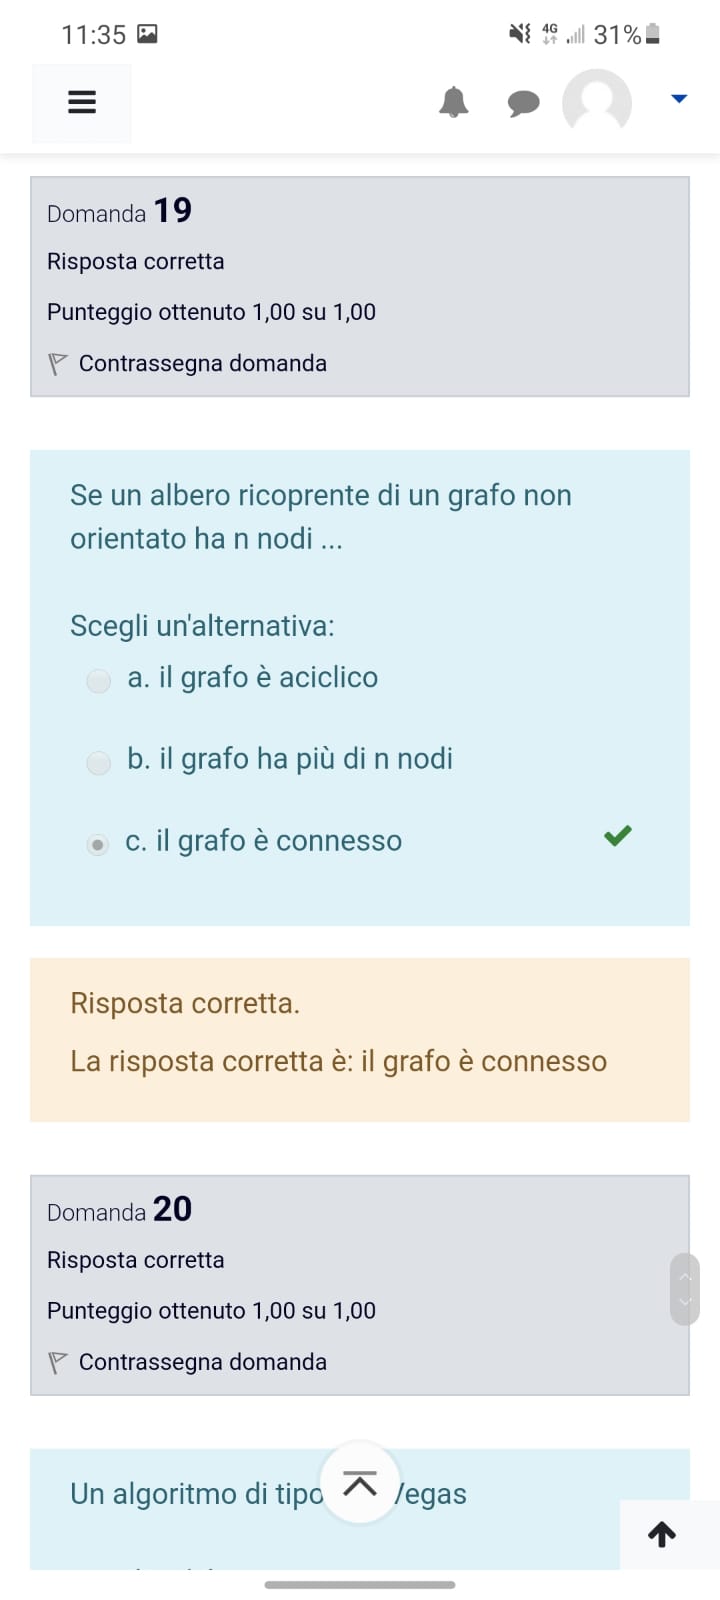 11:35
4G 31%
Domanda 19
Risposta corretta
Punteggio ottenuto 1,00 su 1,00
Contrassegna domanda
Se un albero ricoprente di un grafo non
orientato ha n nodi ...
Scegli un'alternativa:
a. il grafo è aciclico
b. il grafo ha più di n nodi
c. il grafo è connesso
Risposta corretta.
La risposta corretta è: il grafo è connesso
Domanda 20
Risposta corretta
Punteggio ottenuto 1,00 su 1,00
Contrassegna domanda
Un algoritmo di tipo Vegas